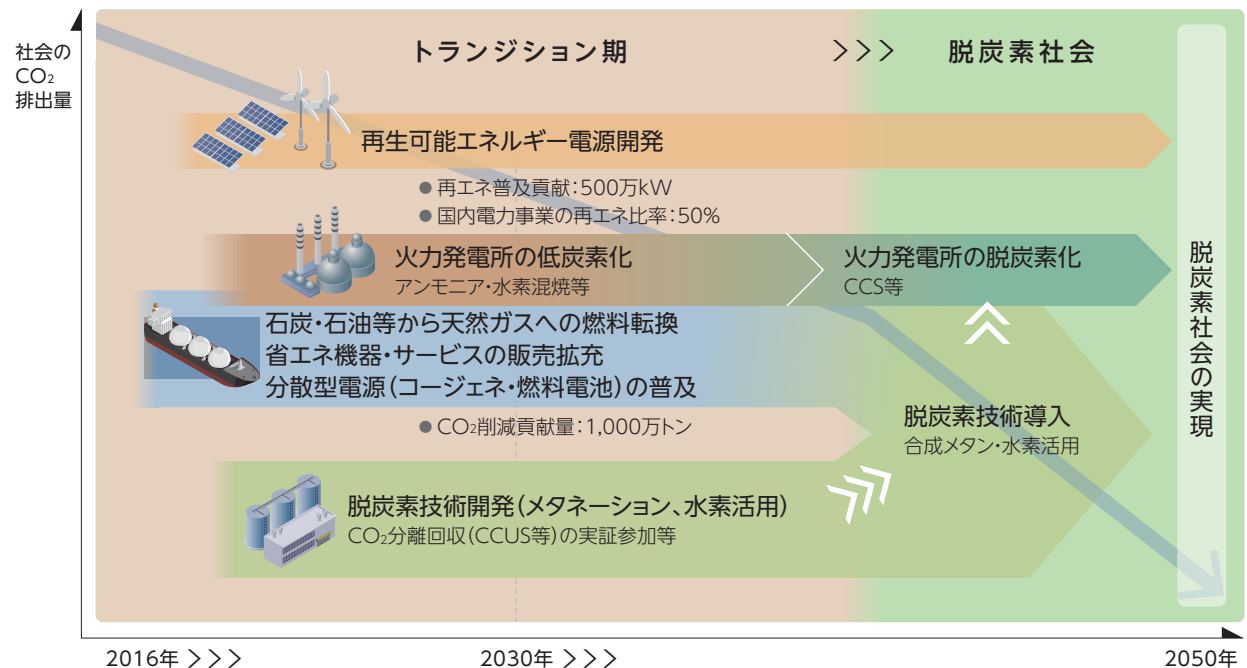 社会の
CO₂
排出量
トランジション期
>>>
脱炭素社会
再生可能エネルギー電源開発
● 再エネ普及貢献：500万kW
● 国内電力事業の再エネ比率：50%
火力発電所の低炭素化
アンモニア・水素混焼等
火力発電所の脱炭素化
CCS等
石炭・石油等から天然ガスへの燃料転換
省エネ機器・サービスの販売拡充
分散型電源（コージェネ・燃料電池）の普及
● CO₂削減貢献量：1,000万トン
脱炭素技術導入
合成メタン・水素活用
脱炭素技術開発（メタネーション、水素活用）
CO₂分離回収（CCUS等）の実証参加等
脱炭素社会の実現
2016年 >>>
2030年 >>>
2050年